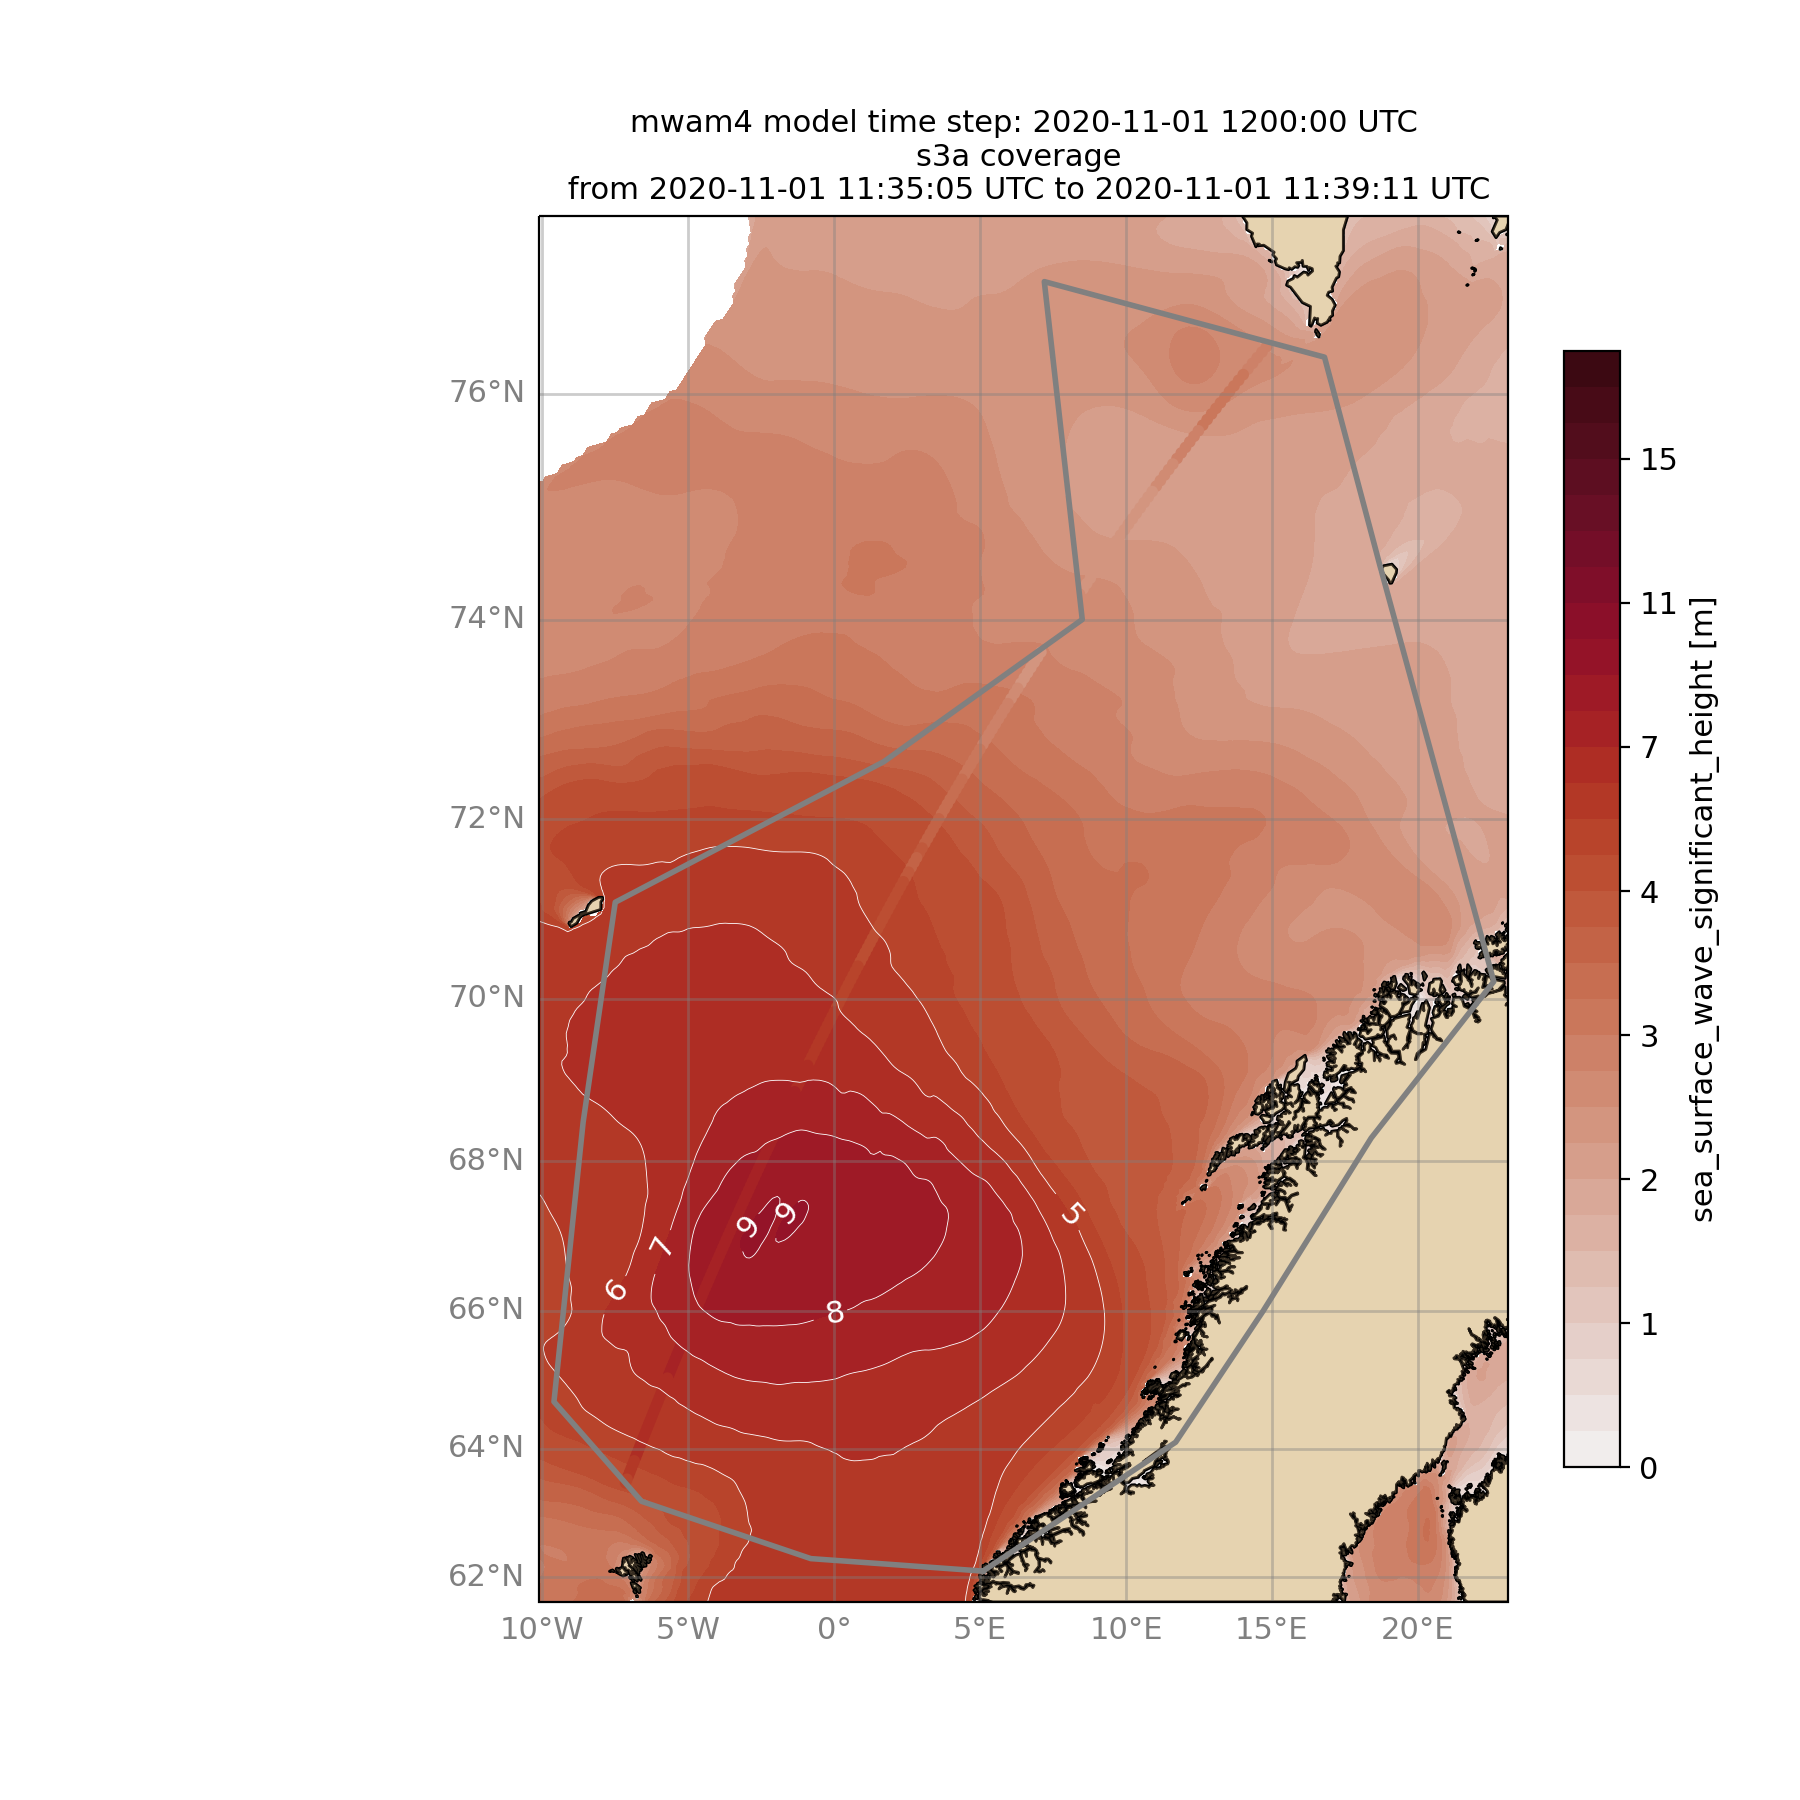 mwam4 model time step: 2020-11-01 1200:00 UTC
s3a coverage
from 2020-11-01 11:35:05 UTC to 2020-11-01 11:39:11 UTC
76°N
74°N
72°N
70°N
68°N
66°N
64°N
62°N
10°W
5°W
0°
5°E
10°E
15°E
20°E
5
9
9
7
6
8
15
11
7
4
3
2
1
0
sea_surface_wave_significant_height [m]